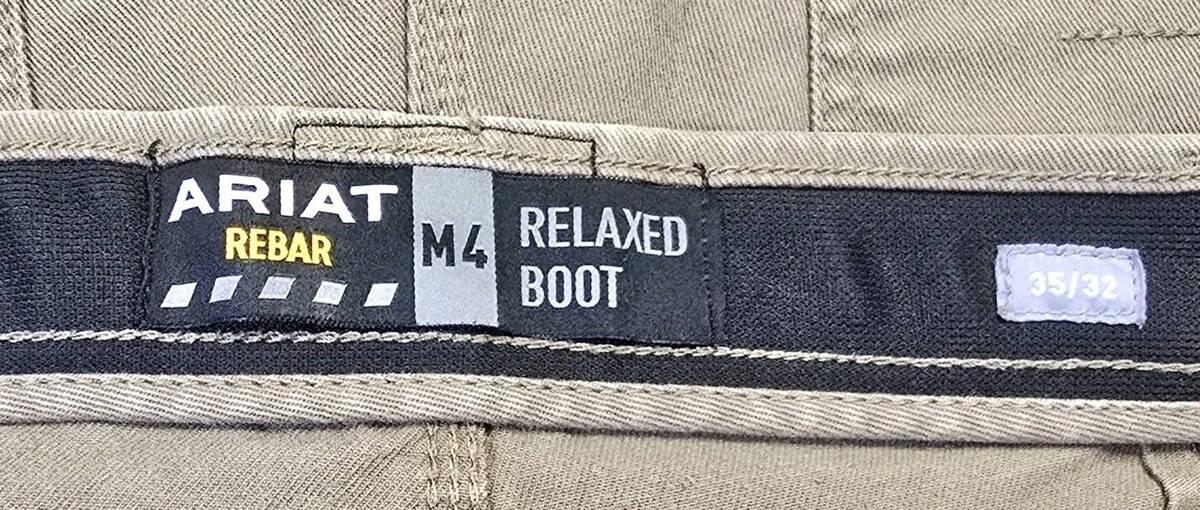 ARIAT
REBAR
M4
RELAXED
BOOT
35/32